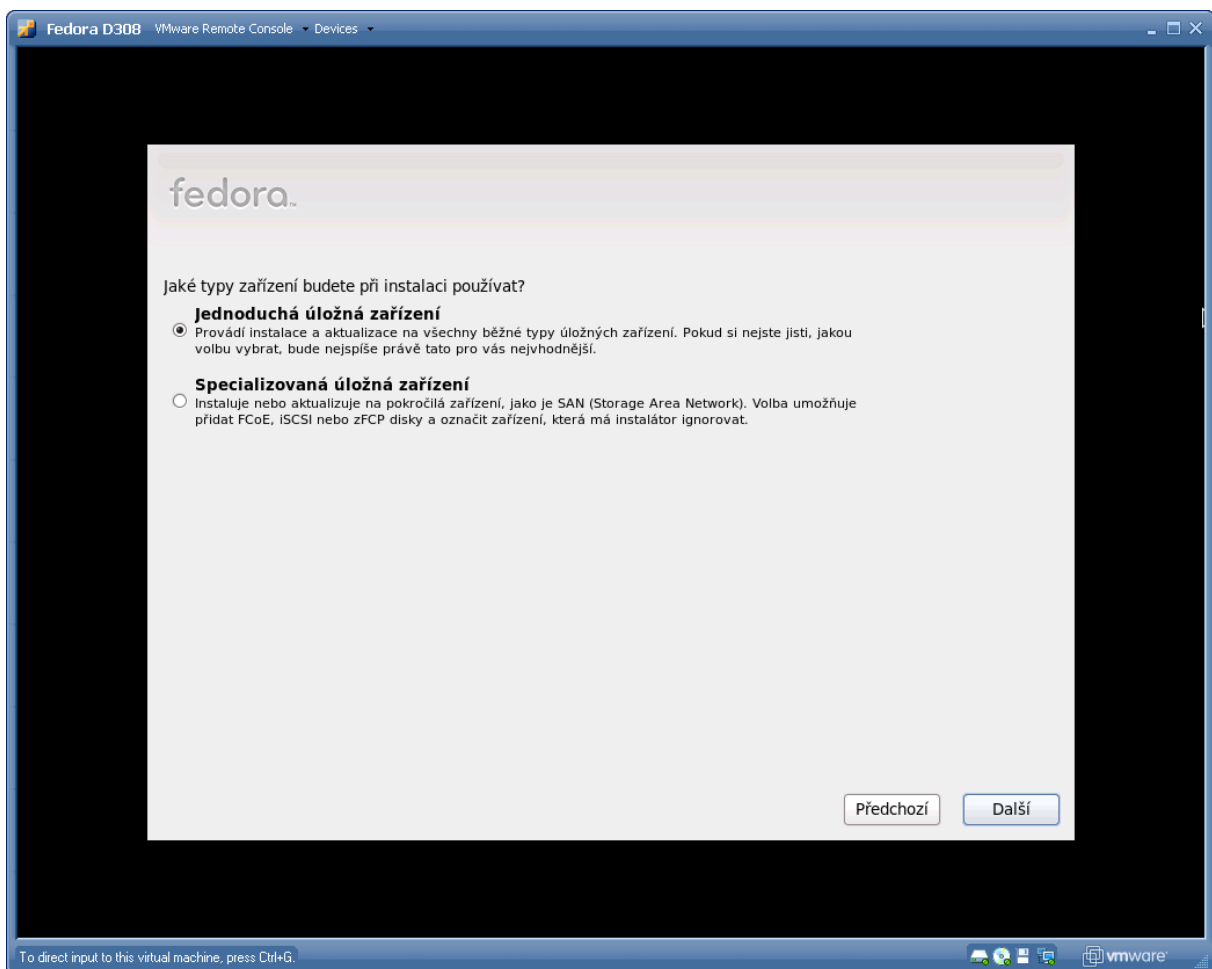 Fedora D308 VMware Remote Console Devices
fedora™
Jaké typy zařízení budete při instalaci používat?
Jednoduchá úložná zařízení
Provádí instalace a aktualizace na všechny běžné typy úložných zařízení. Pokud si nejste jisti, jakou
volbu vybrat, bude nejspíše právě tato pro vás nejvhodnější.
Specializovaná úložná zařízení
Instaluje nebo aktualizuje na pokročilá zařízení, jako je SAN (Storage Area Network). Volba umožňuje
přidat FCoE, iSCSI nebo zFCP disky a označit zařízení, která má instalátor ignorovat.
Předchozí Další
To direct input to this virtual machine, press Ctrl+G. vmware